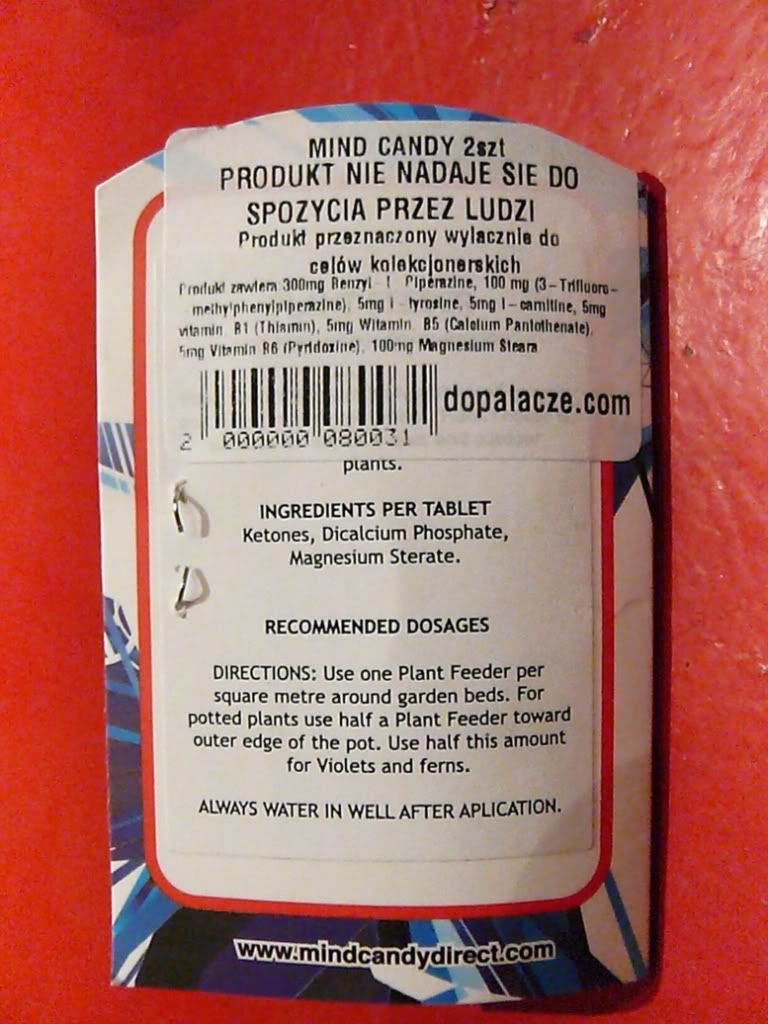 MIND CANDY 2szt
PRODUKT NIE NADAJE SIE DO
SPOZYCIA PRZEZ LUDZI
Produkt przeznaczony wylacznie do
celów kolekcjonerskich
Produkt zawiera 300mg Benzyl - Piperazine, 100 mg (3-Trifluoro-
-methylphenylpiperazine), 5mg l - tyrosine, 5mg l - carnitine, 5mg
vitamin B1 (Thiamin), 5mg Witamin B5 (Calcium Pantothenate),
5mg Vitamin B6 (Pyridoxine), 100mg Magnesium Steara
dopalacze.com
2 000000 080031
plants.
INGREDIENTS PER TABLET
Ketones, Dicalcium Phosphate,
Magnesium Sterate.
RECOMMENDED DOSAGES
DIRECTIONS: Use one Plant Feeder per
square metre around garden beds. For
potted plants use half a Plant Feeder toward
outer edge of the pot. Use half this amount
for Violets and ferns.
ALWAYS WATER IN WELL AFTER APLICATION.
www.mindcandydirect.com